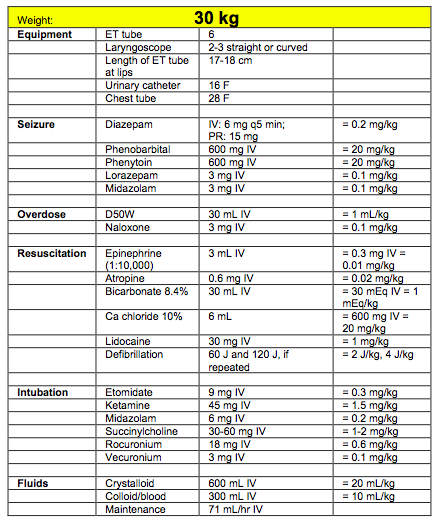 Weight: 30 kg
Equipment ET tube 6
Laryngoscope 2-3 straight or curved
Length of ET tube at lips 17-18 cm
Urinary catheter 16 F
Chest tube 28 F
Seizure Diazepam IV: 6 mg q5 min; PR: 15 mg = 0.2 mg/kg
Phenobarbital 600 mg IV = 20 mg/kg
Phenytoin 600 mg IV = 20 mg/kg
Lorazepam 3 mg IV = 0.1 mg/kg
Midazolam 3 mg IV = 0.1 mg/kg
Overdose D50W 30 mL IV = 1 mL/kg
Naloxone 3 mg IV = 0.1 mg/kg
Resuscitation Epinephrine (1:10,000) 3 mL IV = 0.3 mg IV = 0.01 mg/kg
Atropine 0.6 mg IV = 0.02 mg/kg
Bicarbonate 8.4% 30 mL IV = 30 mEq IV = 1 mEq/kg
Ca chloride 10% 6 mL = 600 mg IV = 20 mg/kg
Lidocaine 30 mg IV = 1 mg/kg
Defibrillation 60 J and 120 J, if repeated = 2 J/kg, 4 J/kg
Intubation Etomidate 9 mg IV = 0.3 mg/kg
Ketamine 45 mg IV = 1.5 mg/kg
Midazolam 6 mg IV = 0.2 mg/kg
Succinylcholine 30-60 mg IV = 1-2 mg/kg
Rocuronium 18 mg IV = 0.6 mg/kg
Vecuronium 3 mg IV = 0.1 mg/kg
Fluids Crystalloid 600 mL IV = 20 mL/kg
Colloid/blood 300 mL IV = 10 mL/kg
Maintenance 71 mL/hr IV